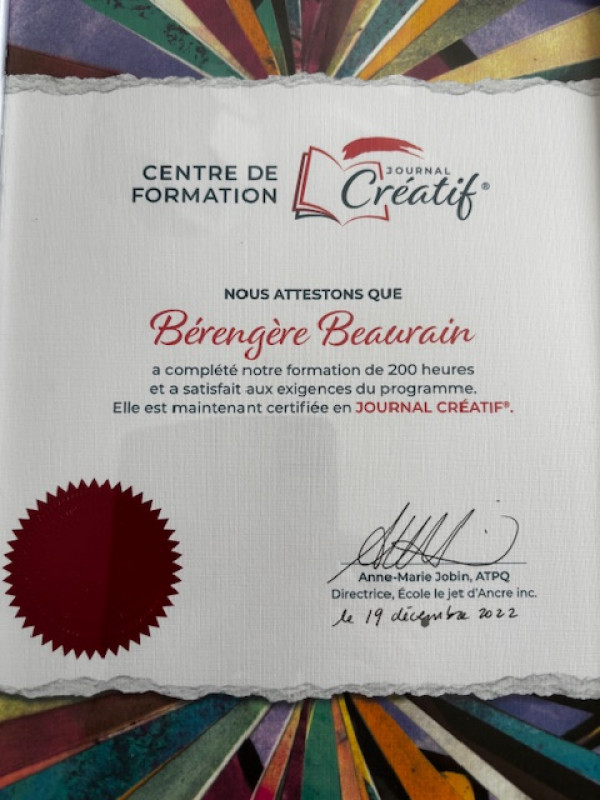 CENTRE DE
FORMATION
JOURNAL
Créatif®
NOUS ATTESTONS QUE
Bérengère Beaurain
a complété notre formation de 200 heures
et a satisfait aux exigences du programme.
Elle est maintenant certifiée en JOURNAL CRÉATIF®.
Anne-Marie Jobin, ATPQ
Directrice, École le jet d'Ancre inc.
le 19 décembre 2022